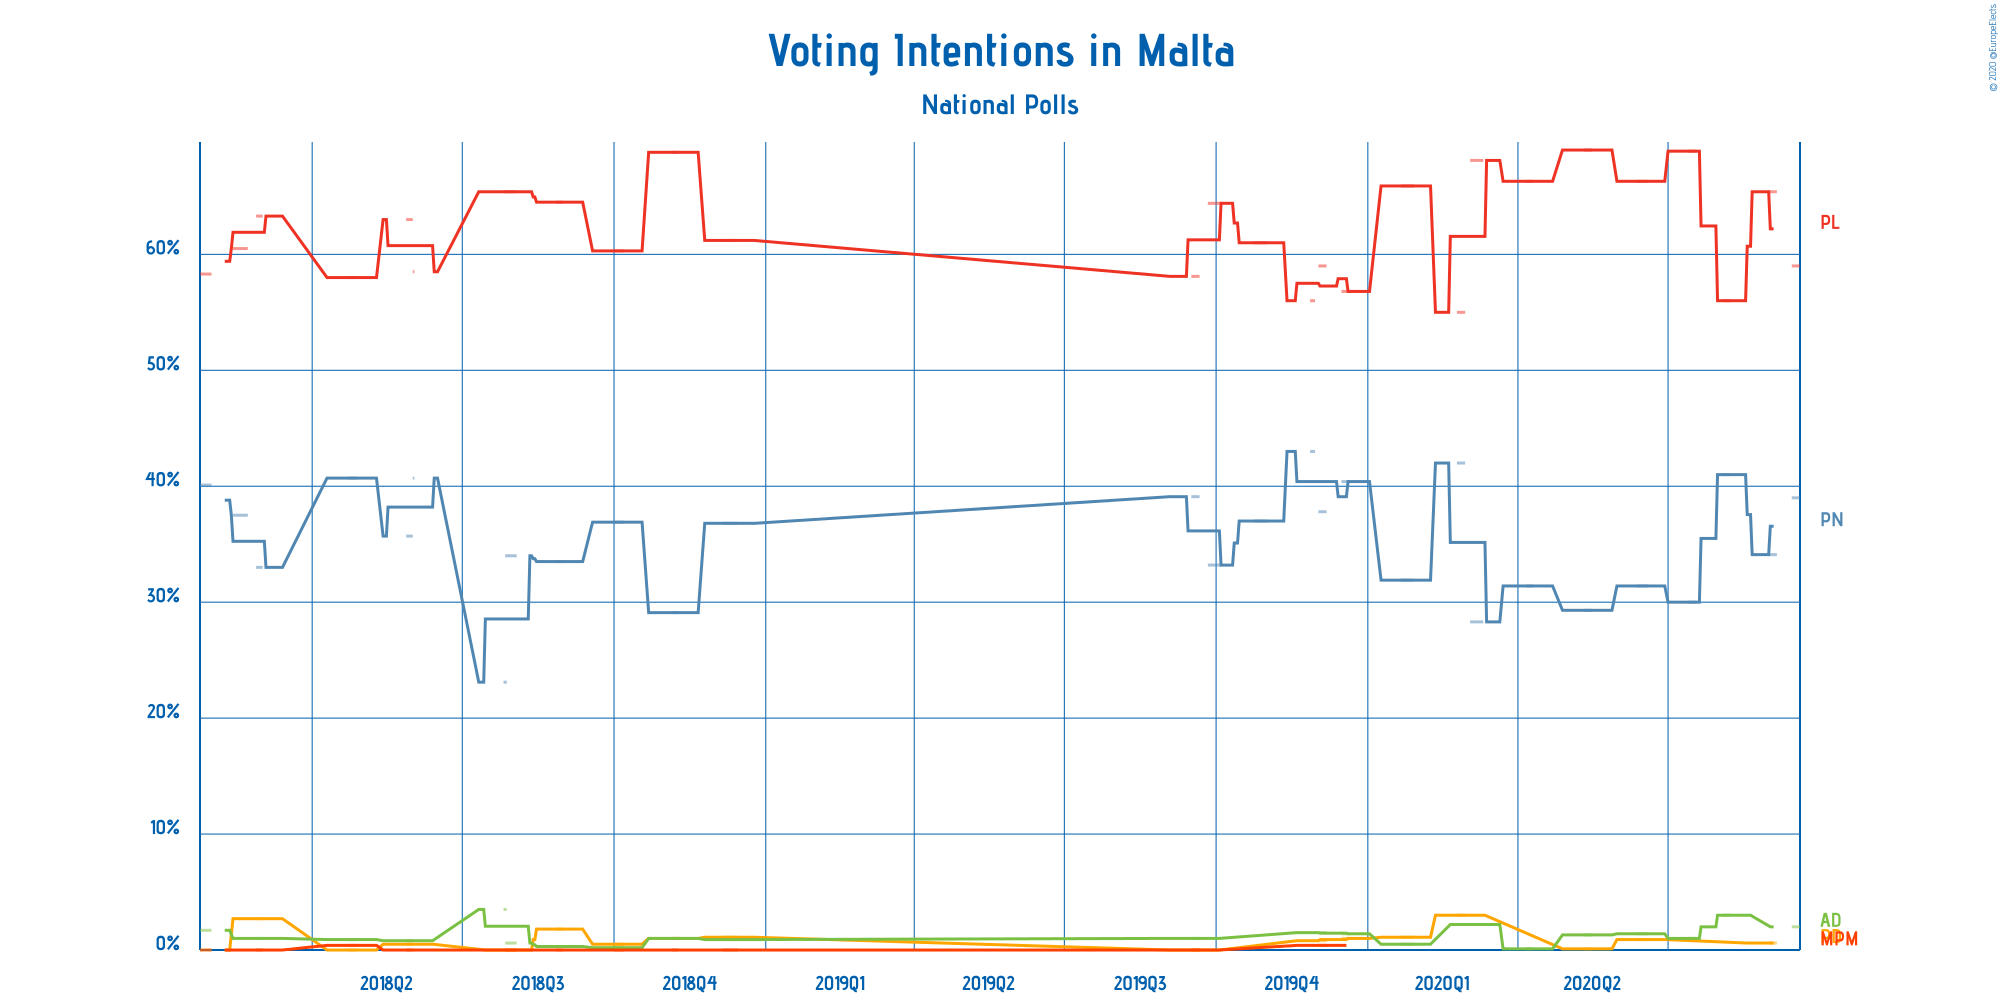 Voting Intentions in Malta
National Polls
© 2020 @EuropeElects
60%
50%
40%
30%
20%
10%
0%
PL
PN
AD
MPM
2018Q2 2018Q3 2018Q4 2019Q1 2019Q2 2019Q3 2019Q4 2020Q1 2020Q2